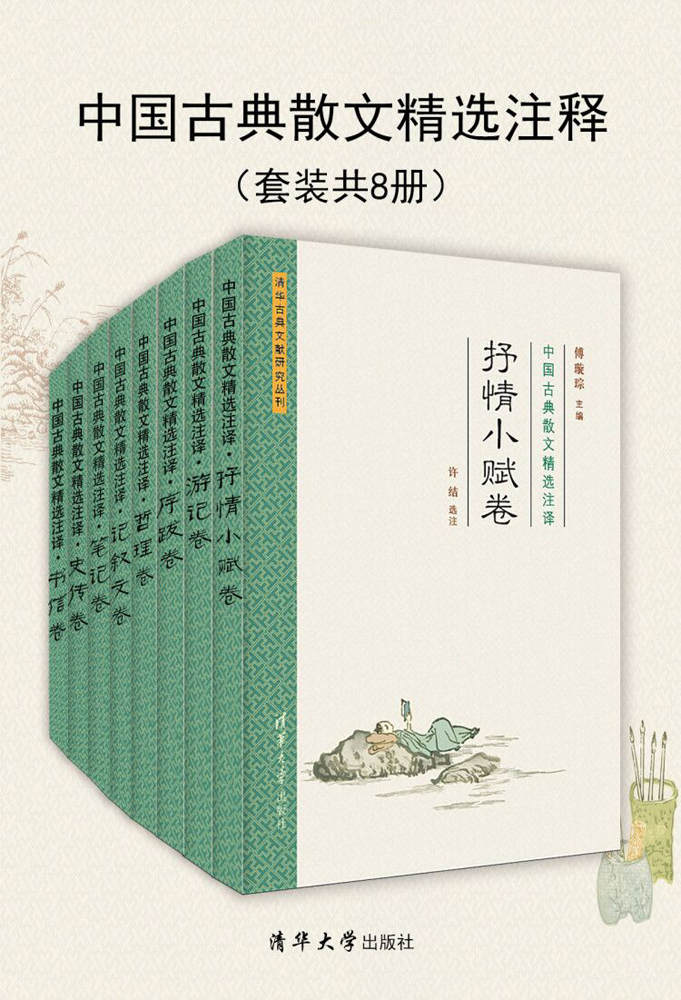 中国古典散文精选注释
（套装共8册）
中国古典散文精选注译·书信卷
中国古典散文精选注译·史传卷
中国古典散文精选注译·笔记卷
中国古典散文精选注译·记叙文卷
中国古典散文精选注译·哲理卷
中国古典散文精选注译·序跋卷
中国古典散文精选注译·游记卷
中国古典散文精选注译·抒情小赋卷
清华大学出版社
清华古典文献研究丛刊
傅璇琮 主编
中国古典散文精选注译
抒情小赋卷
许结 选注
清华大学出版社